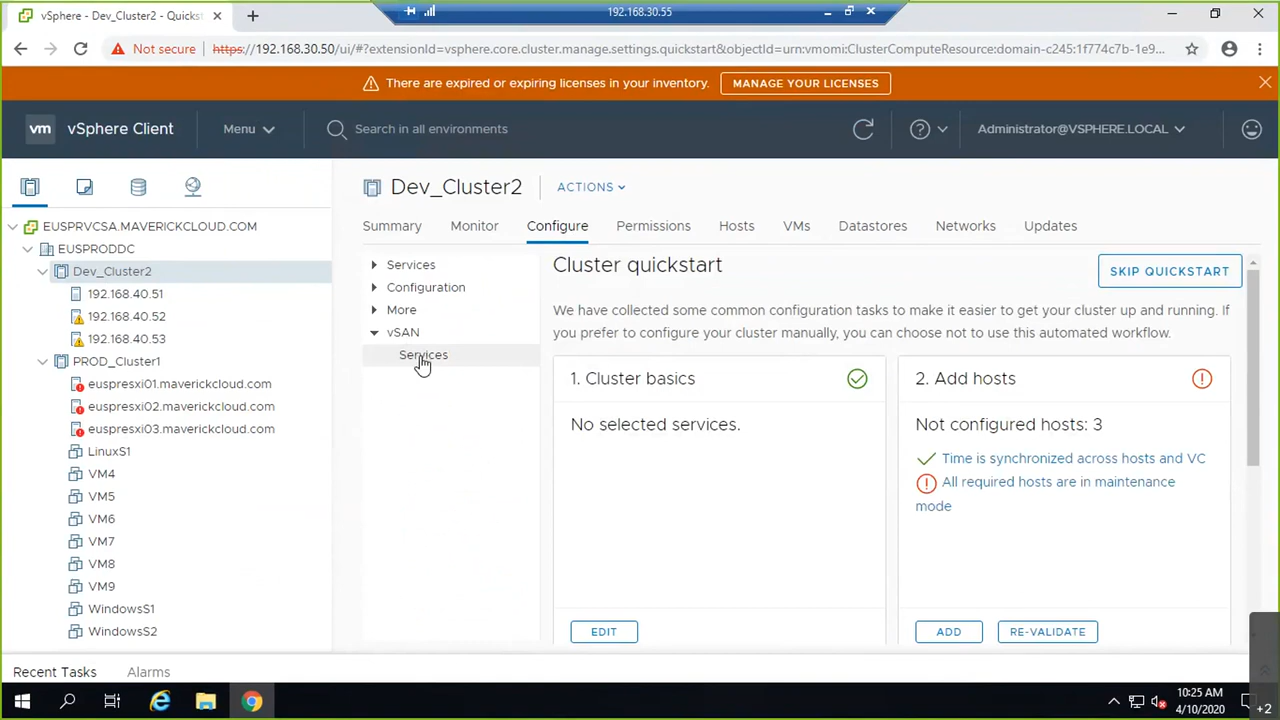 vSphere - Dev_Cluster2 - Quickst
192.168.30.55
Not secure
https://192.168.30.50/ui/#?extensionId=vsphere.core.cluster.manage.settings.quickstart&objectId=urn:vmomi:ClusterComputeResource:domain-c245:1f774c7b-1e9...
There are expired or expiring licenses in your inventory.
MANAGE YOUR LICENSES
vm vSphere Client
Menu
Search in all environments
Administrator@VSPHERE.LOCAL
EUSPRVCSA.MAVERICKCLOUD.COM
EUSPRODDC
Dev_Cluster2
192.168.40.51
192.168.40.52
192.168.40.53
PROD_Cluster1
euspresxi01.maverickcloud.com
euspresxi02.maverickcloud.com
euspresxi03.maverickcloud.com
LinuxS1
VM4
VM5
VM6
VM7
VM8
VM9
WindowsS1
WindowsS2
Dev_Cluster2
ACTIONS
Summary Monitor Configure Permissions Hosts VMs Datastores Networks Updates
Services
Configuration
More
vSAN
Services
Cluster quickstart
SKIP QUICKSTART
We have collected some common configuration tasks to make it easier to get your cluster up and running. If
you prefer to configure your cluster manually, you can choose not to use this automated workflow.
1. Cluster basics
No selected services.
EDIT
2. Add hosts
Not configured hosts: 3
Time is synchronized across hosts and VC
All required hosts are in maintenance
mode
ADD
RE-VALIDATE
Recent Tasks Alarms
10:25 AM
4/10/2020
+2